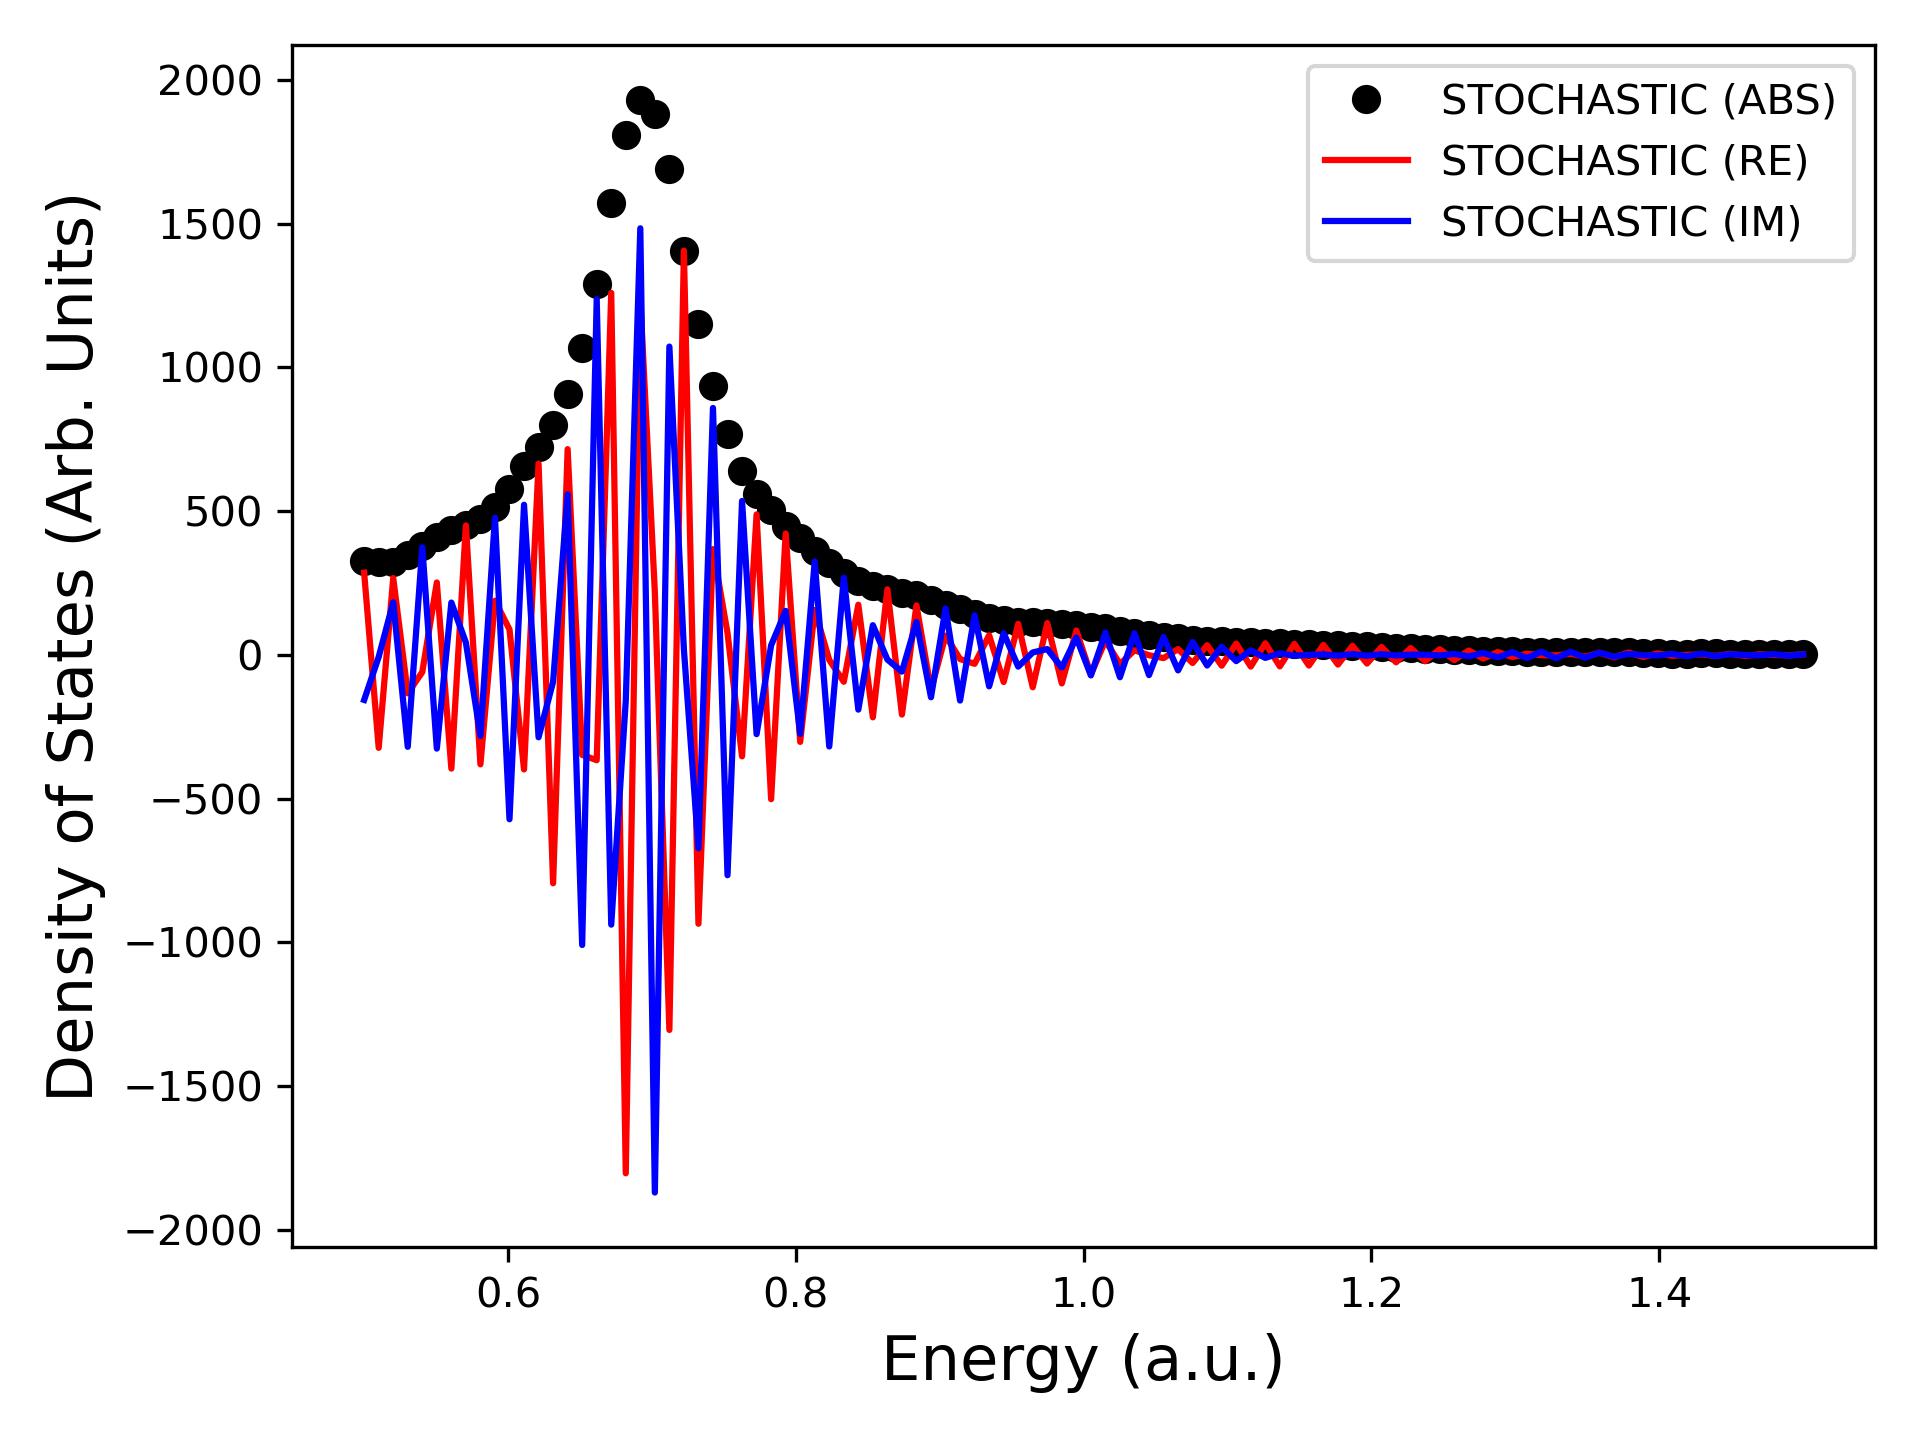 2000
1500
1000
500
0
−500
−1000
−1500
−2000
Density of States (Arb. Units)
STOCHASTIC (ABS)
STOCHASTIC (RE)
STOCHASTIC (IM)
0.6 0.8 1.0 1.2 1.4
Energy (a.u.)